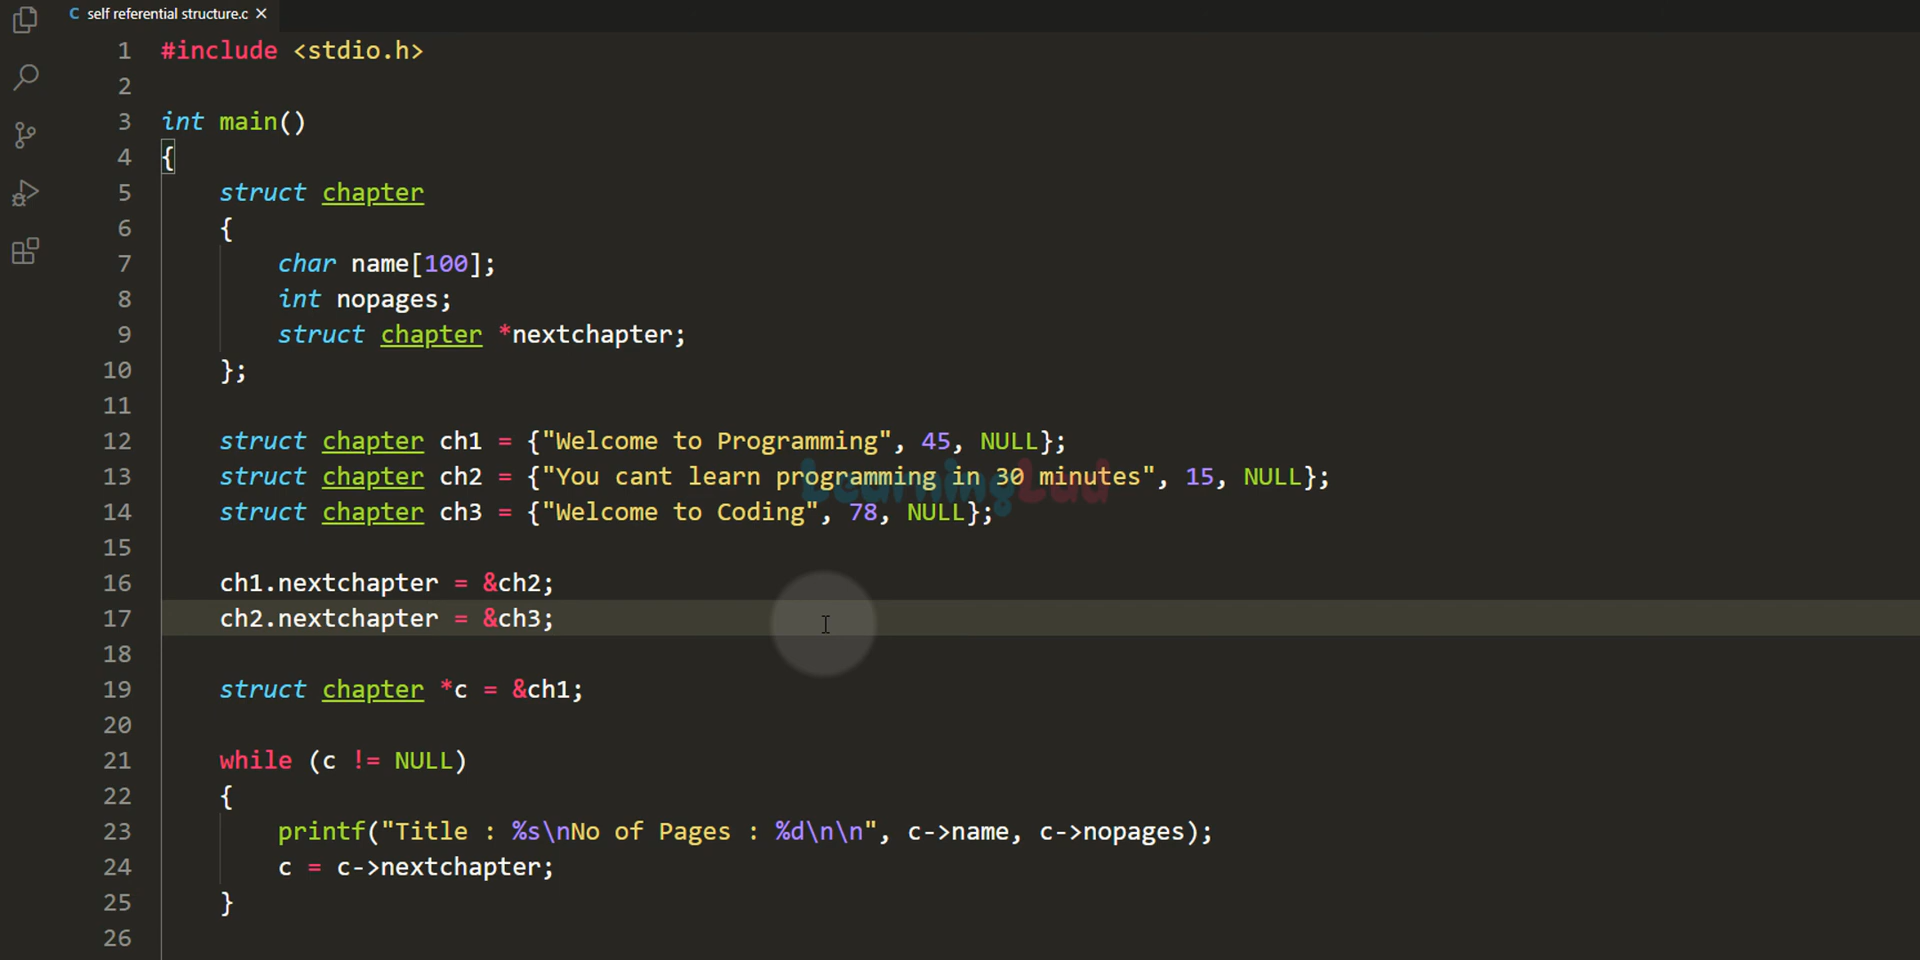 self referential structure.c
1 #include <stdio.h>
2
3 int main()
4 {
5 struct chapter
6 {
7 char name[100];
8 int nopages;
9 struct chapter *nextchapter;
10 };
11
12 struct chapter ch1 = {"Welcome to Programming", 45, NULL};
13 struct chapter ch2 = {"You cant learn programming in 30 minutes", 15, NULL};
LearningLad
14 struct chapter ch3 = {"Welcome to Coding", 78, NULL};
15
16 ch1.nextchapter = &ch2;
17 ch2.nextchapter = &ch3;
18
19 struct chapter *c = &ch1;
20
21 while (c != NULL)
22 {
23 printf("Title : %s\nNo of Pages : %d\n\n", c->name, c->nopages);
24 c = c->nextchapter;
25 }
26